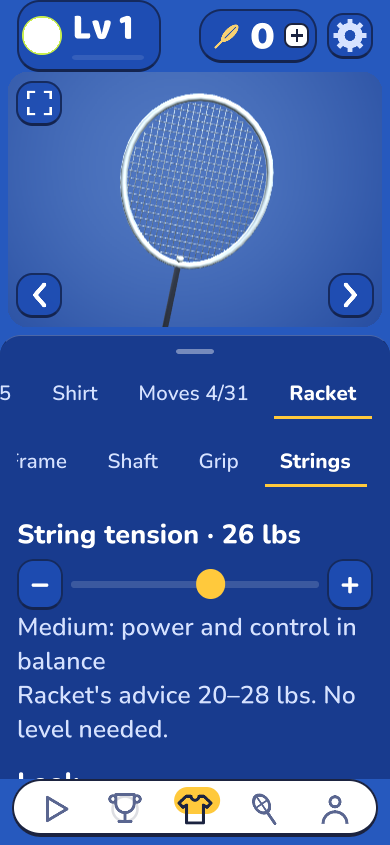 Lv 1
0
5 Shirt Moves 4/31 Racket
Shaft Grip Strings
String tension · 26 lbs
Medium: power and control in
balance
Racket's advice 20–28 lbs. No
level needed.